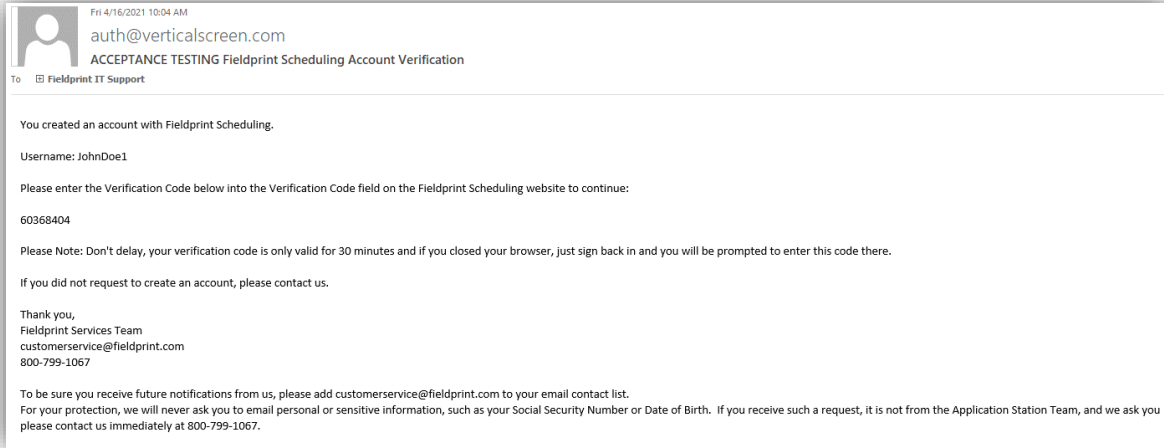 Fri 4/16/2021 10:04 AM
auth@verticalscreen.com
ACCEPTANCE TESTING Fieldprint Scheduling Account Verification
To Fieldprint IT Support
You created an account with Fieldprint Scheduling.
Username: JohnDoe1
Please enter the Verification Code below into the Verification Code field on the Fieldprint Scheduling website to continue:
60368404
Please Note: Don't delay, your verification code is only valid for 30 minutes and if you closed your browser, just sign back in and you will be prompted to enter this code there.
If you did not request to create an account, please contact us.
Thank you,
Fieldprint Services Team
customerservice@fieldprint.com
800-799-1067
To be sure you receive future notifications from us, please add customerservice@fieldprint.com to your email contact list.
For your protection, we will never ask you to email personal or sensitive information, such as your Social Security Number or Date of Birth.  If you receive such a request, it is not from the Application Station Team, and we ask you
please contact us immediately at 800-799-1067.